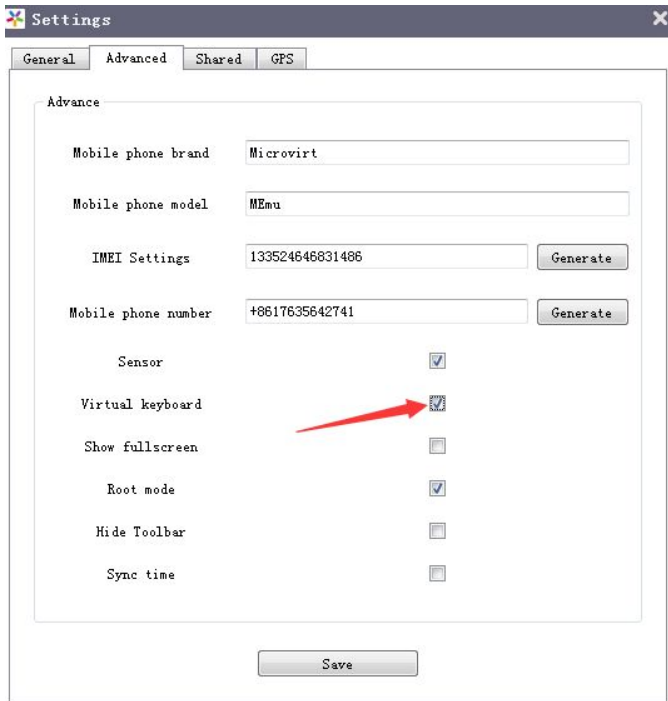 Settings
General Advanced Shared GPS
Advance
Mobile phone brand Microvirt
Mobile phone model MEmu
IMEI Settings 133524646831486 Generate
Mobile phone number +8617635642741 Generate
Sensor
Virtual keyboard
Show fullscreen
Root mode
Hide Toolbar
Sync time
Save